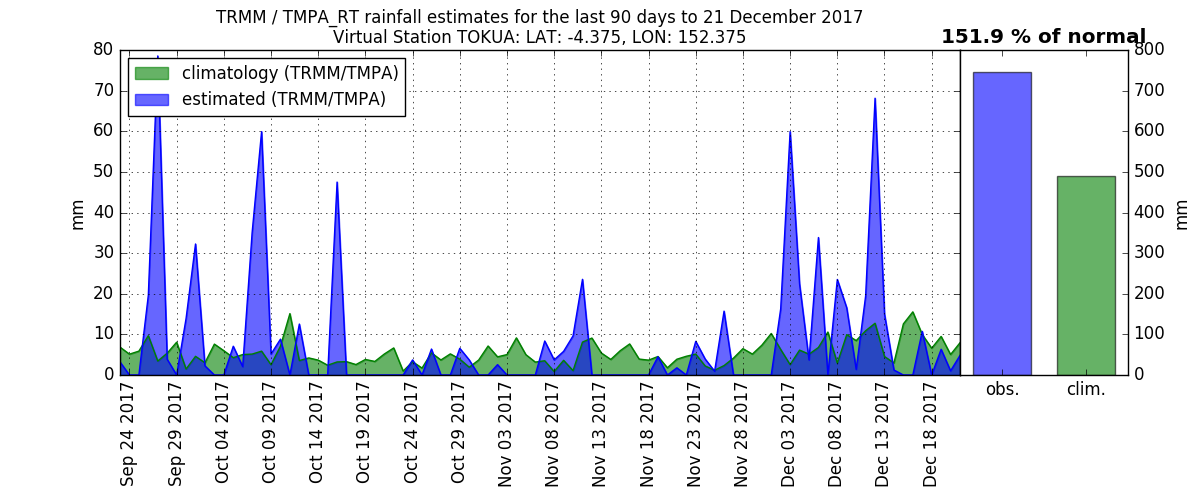 TRMM / TMPA_RT rainfall estimates for the last 90 days to 21 December 2017
Virtual Station TOKUA: LAT: -4.375, LON: 152.375
151.9 % of normal
climatology (TRMM/TMPA)
estimated (TRMM/TMPA)
80
70
60
50
40
30
20
10
0
mm
Sep 24 2017
Sep 29 2017
Oct 04 2017
Oct 09 2017
Oct 14 2017
Oct 19 2017
Oct 24 2017
Oct 29 2017
Nov 03 2017
Nov 08 2017
Nov 13 2017
Nov 18 2017
Nov 23 2017
Nov 28 2017
Dec 03 2017
Dec 08 2017
Dec 13 2017
Dec 18 2017
obs.
clim.
800
700
600
500
400
300
200
100
0
mm